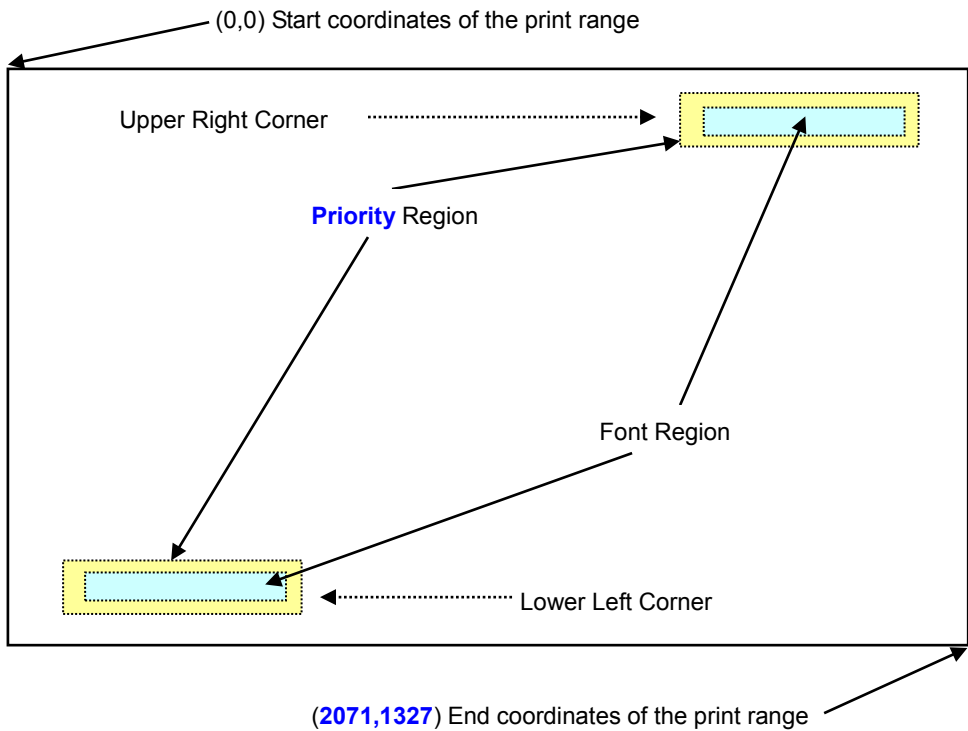 (0,0) Start coordinates of the print range
Upper Right Corner
Priority Region
Font Region
Lower Left Corner
(2071,1327) End coordinates of the print range